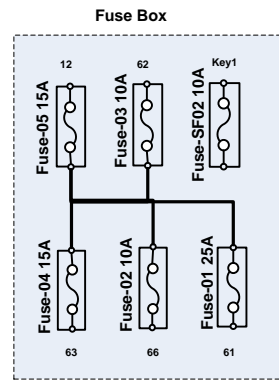 Fuse Box
12
62
Key1
Fuse-05 15A
Fuse-03 10A
Fuse-SF02 10A
Fuse-04 15A
Fuse-02 10A
Fuse-01 25A
63
66
61